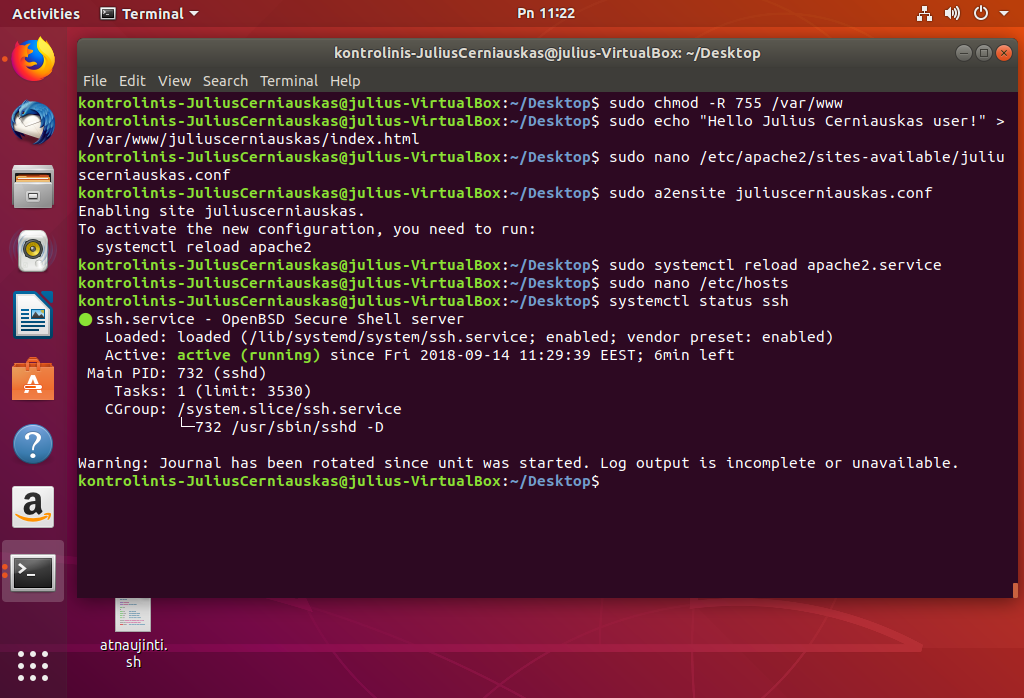 Activities Terminal Pn 11:22
kontrolinis-JuliusCerniauskas@julius-VirtualBox: ~/Desktop
File Edit View Search Terminal Help
kontrolinis-JuliusCerniauskas@julius-VirtualBox:~/Desktop$ sudo chmod -R 755 /var/www
kontrolinis-JuliusCerniauskas@julius-VirtualBox:~/Desktop$ sudo echo "Hello Julius Cerniauskas user!" >
/var/www/juliuscerniauskas/index.html
kontrolinis-JuliusCerniauskas@julius-VirtualBox:~/Desktop$ sudo nano /etc/apache2/sites-available/juliu
scerniauskas.conf
kontrolinis-JuliusCerniauskas@julius-VirtualBox:~/Desktop$ sudo a2ensite juliuscerniauskas.conf
Enabling site juliuscerniauskas.
To activate the new configuration, you need to run:
systemctl reload apache2
kontrolinis-JuliusCerniauskas@julius-VirtualBox:~/Desktop$ sudo systemctl reload apache2.service
kontrolinis-JuliusCerniauskas@julius-VirtualBox:~/Desktop$ sudo nano /etc/hosts
kontrolinis-JuliusCerniauskas@julius-VirtualBox:~/Desktop$ systemctl status ssh
● ssh.service - OpenBSD Secure Shell server
Loaded: loaded (/lib/systemd/system/ssh.service; enabled; vendor preset: enabled)
Active: active (running) since Fri 2018-09-14 11:29:39 EEST; 6min left
Main PID: 732 (sshd)
Tasks: 1 (limit: 3530)
CGroup: /system.slice/ssh.service
└─732 /usr/sbin/sshd -D
Warning: Journal has been rotated since unit was started. Log output is incomplete or unavailable.
kontrolinis-JuliusCerniauskas@julius-VirtualBox:~/Desktop$
atnaujinti.
sh